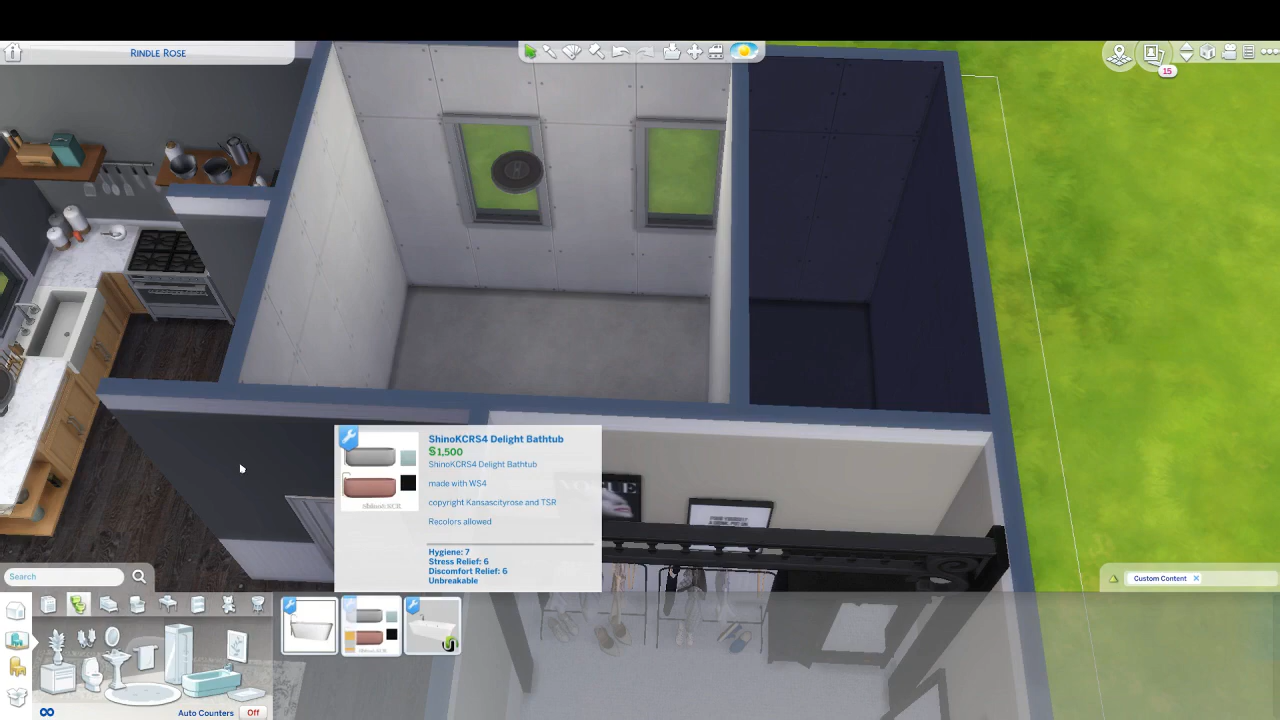 RINDLE ROSE
15
ShinoKCRS4 Delight Bathtub
§1,500
ShinoKCRS4 Delight Bathtub
made with WS4
copyright Kansascityrose and TSR
Recolors allowed
Hygiene: 7
Stress Relief: 6
Discomfort Relief: 6
Unbreakable
VOGUE
Search
Custom Content
Auto Counters
Off